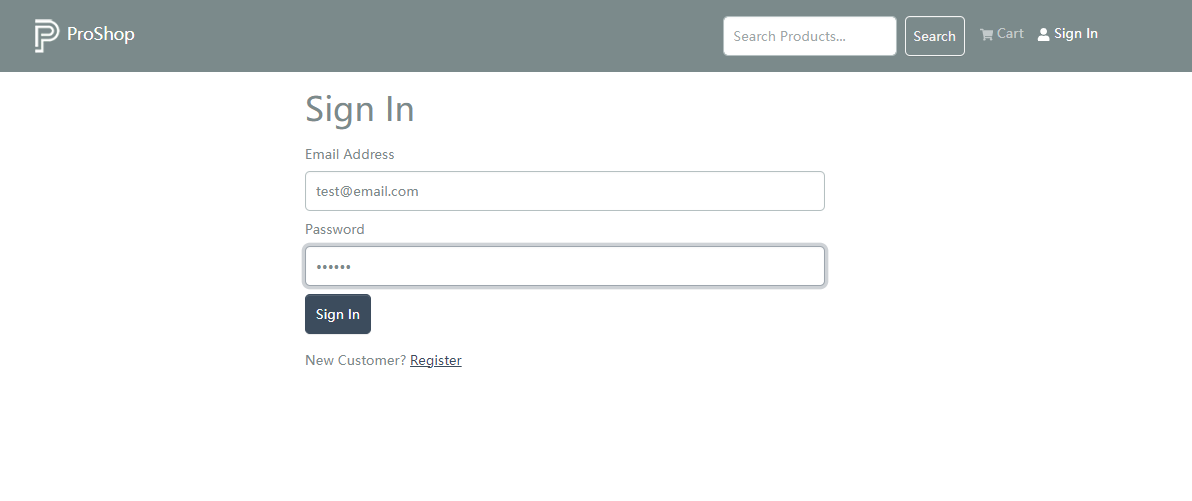 ProShop
Search Products...
Search
Cart
Sign In
Sign In
Email Address
test@email.com
Password
••••••
Sign In
New Customer? Register